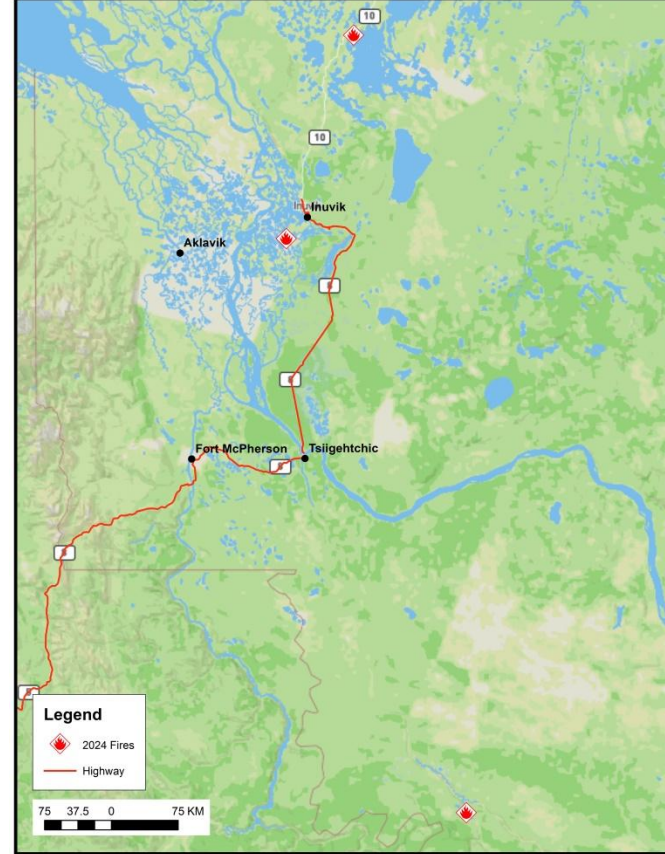 10
10
Inuvik
Aklavik
Fort McPherson
Tsiigehtchic
Legend
2024 Fires
Highway
75 37.5 0 75 KM